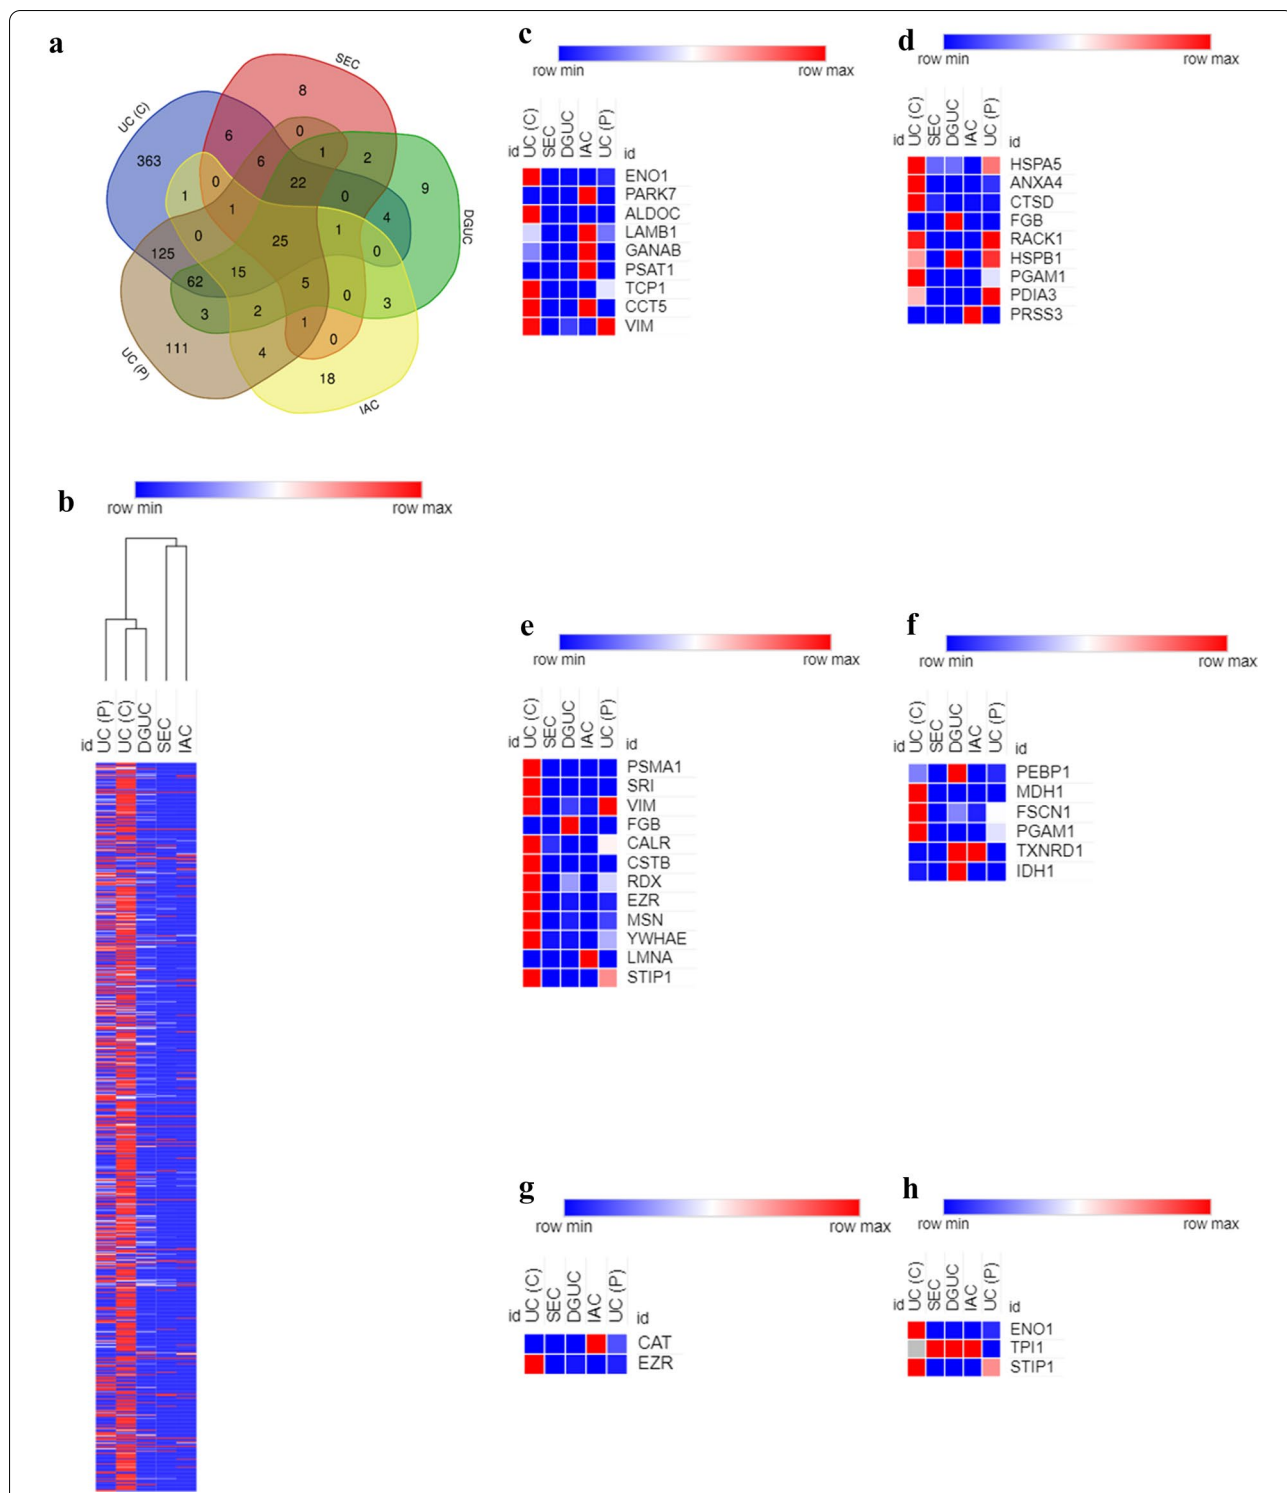 a
SEC
UC (C)
DGUC
UC (P)
IAC
8
363
6
0
6
1
2
9
22
0
4
1
0
1
1
0
25
0
125
62
15
5
0
3
3
2
1
0
111
4
18
b
row min
row max
id
UC (P)
UC (C)
DGUC
SEC
IAC
c
row min
row max
id
UC (C)
SEC
DGUC
IAC
UC (P)
id
ENO1
PARK7
ALDOC
LAMB1
GANAB
PSAT1
TCP1
CCT5
VIM
d
row min
row max
id
UC (C)
SEC
DGUC
IAC
UC (P)
id
HSPA5
ANXA4
CTSD
FGB
RACK1
HSPB1
PGAM1
PDIA3
PRSS3
e
row min
row max
id
UC (C)
SEC
DGUC
IAC
UC (P)
id
PSMA1
SRI
VIM
FGB
CALR
CSTB
RDX
EZR
MSN
YWHAE
LMNA
STIP1
f
row min
row max
id
UC (C)
SEC
DGUC
IAC
UC (P)
id
PEBP1
MDH1
FSCN1
PGAM1
TXNRD1
IDH1
g
row min
row max
id
UC (C)
SEC
DGUC
IAC
UC (P)
id
CAT
EZR
h
row min
row max
id
UC (C)
SEC
DGUC
IAC
UC (P)
id
ENO1
TPI1
STIP1